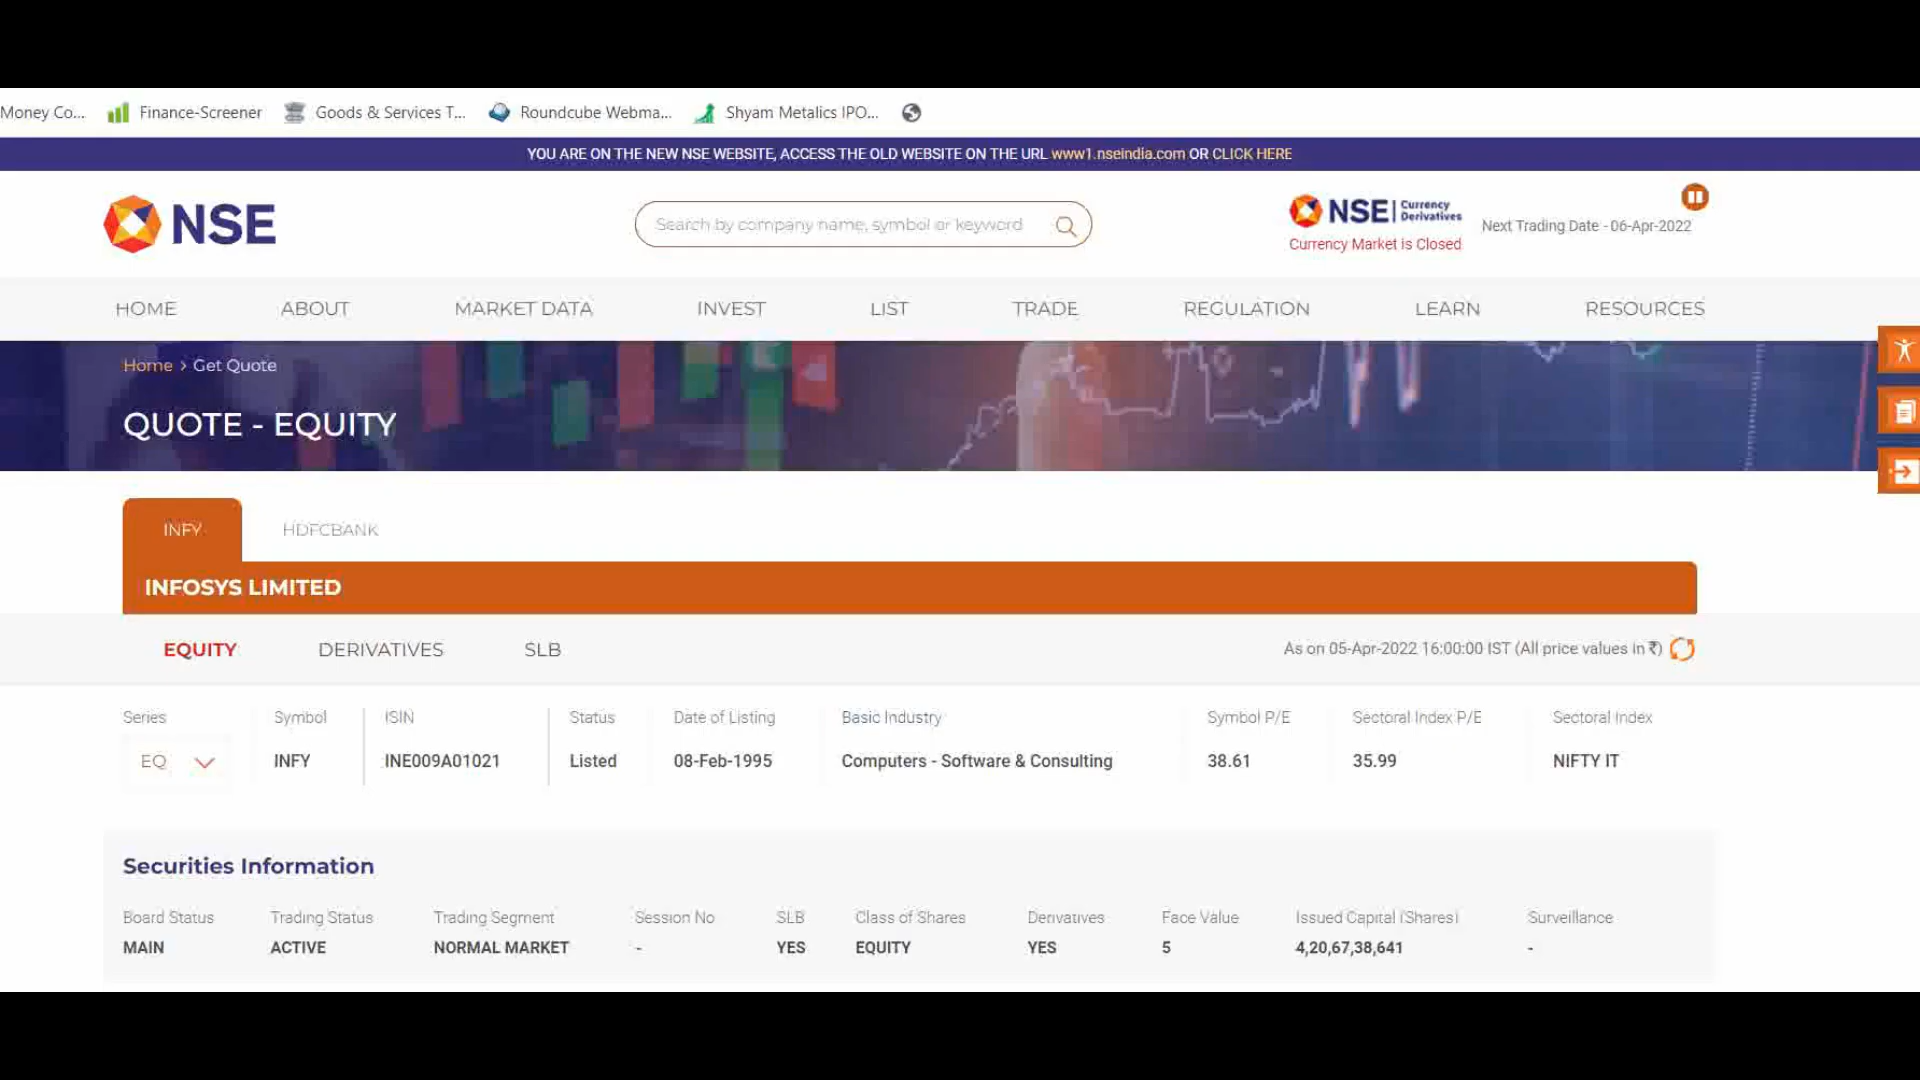 Money Co... Finance-Screener Goods & Services T... Roundcube Webma... Shyam Metalics IPO...
YOU ARE ON THE NEW NSE WEBSITE, ACCESS THE OLD WEBSITE ON THE URL www1.nseindia.com OR CLICK HERE
NSE
Search by company name, symbol or keyword
NSE Currency Derivatives
Currency Market is Closed
Next Trading Date - 06-Apr-2022
HOME ABOUT MARKET DATA INVEST LIST TRADE REGULATION LEARN RESOURCES
Home > Get Quote
QUOTE - EQUITY
INFY HDFCBANK
INFOSYS LIMITED
EQUITY DERIVATIVES SLB As on 05-Apr-2022 16:00:00 IST (All price values in ₹)
Series Symbol ISIN Status Date of Listing Basic Industry Symbol P/E Sectoral Index P/E Sectoral Index
EQ INFY INE009A01021 Listed 08-Feb-1995 Computers - Software & Consulting 38.61 35.99 NIFTY IT
Securities Information
Board Status Trading Status Trading Segment Session No SLB Class of Shares Derivatives Face Value Issued Capital (Shares) Surveillance
MAIN ACTIVE NORMAL MARKET - YES EQUITY YES 5 4,20,67,38,641 -